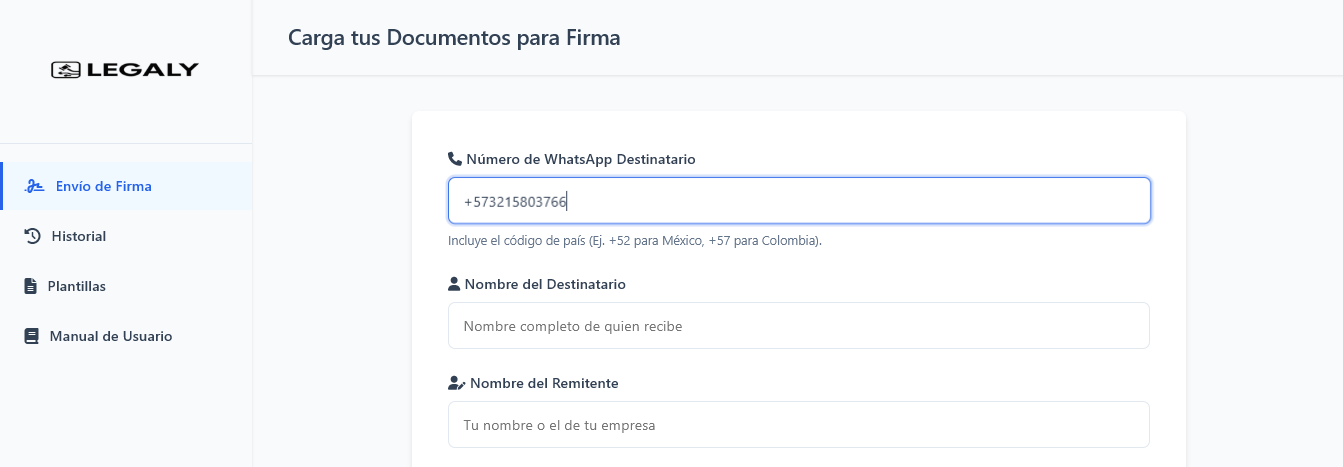 Carga tus Documentos para Firma
LEGALY
Envío de Firma
Historial
Plantillas
Manual de Usuario
Número de WhatsApp Destinatario
+573215803766
Incluye el código de país (Ej. +52 para México, +57 para Colombia).
Nombre del Destinatario
Nombre completo de quien recibe
Nombre del Remitente
Tu nombre o el de tu empresa